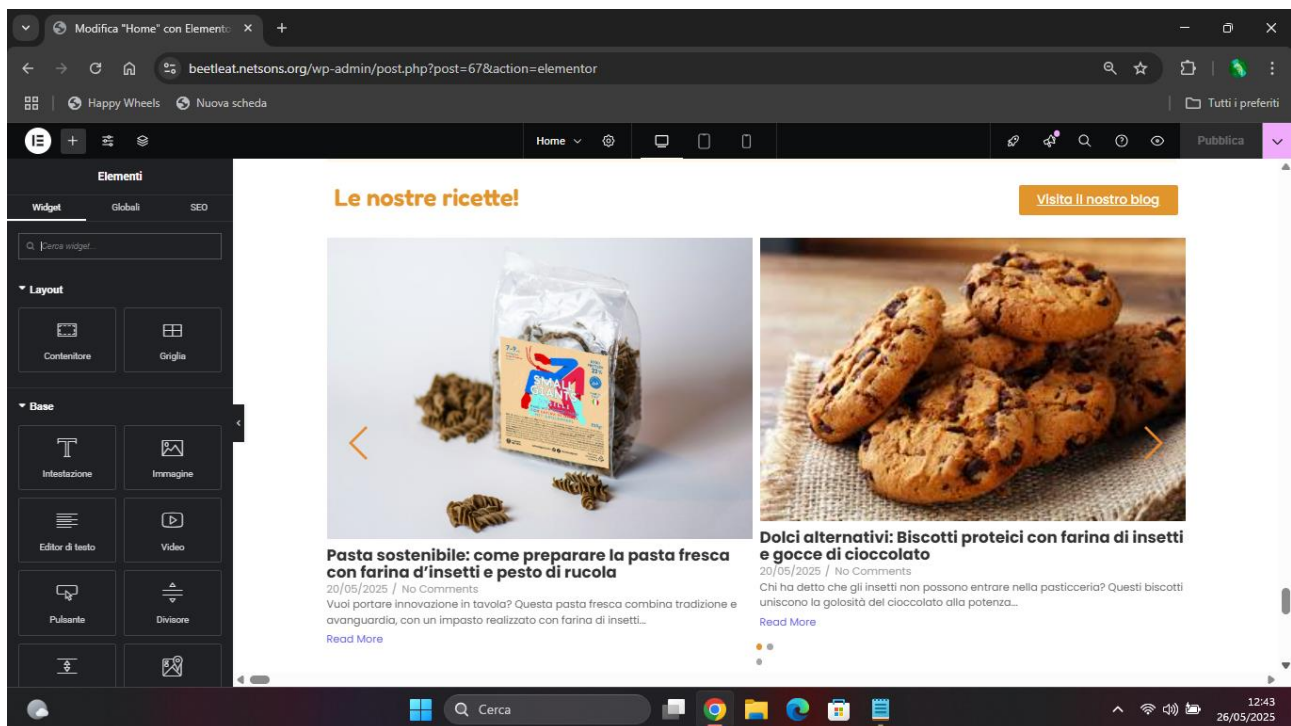 Modifica "Home" con Elemento
beetleat.netsons.org/wp-admin/post.php?post=67&action=elementor
Happy Wheels
Nuova scheda
Tutti i preferiti
Home
Pubblica
Elementi
Widget
Globali
SEO
Cerca widget...
Layout
Contenitore
Griglia
Base
Intestazione
Immagine
Editor di testo
Video
Pulsante
Divisore
Le nostre ricette!
Visita il nostro blog
SMALL
GIANTS
Pasta sostenibile: come preparare la pasta fresca
con farina d'insetti e pesto di rucola
20/05/2025 / No Comments
Vuoi portare innovazione in tavola? Questa pasta fresca combina tradizione e
avanguardia, con un impasto realizzato con farina di insetti...
Read More
Dolci alternativi: Biscotti proteici con farina di insetti
e gocce di cioccolato
20/05/2025 / No Comments
Chi ha detto che gli insetti non possono entrare nella pasticceria? Questi biscotti
uniscono la golosità del cioccolato alla potenza...
Read More
Cerca
12:43
26/05/2025